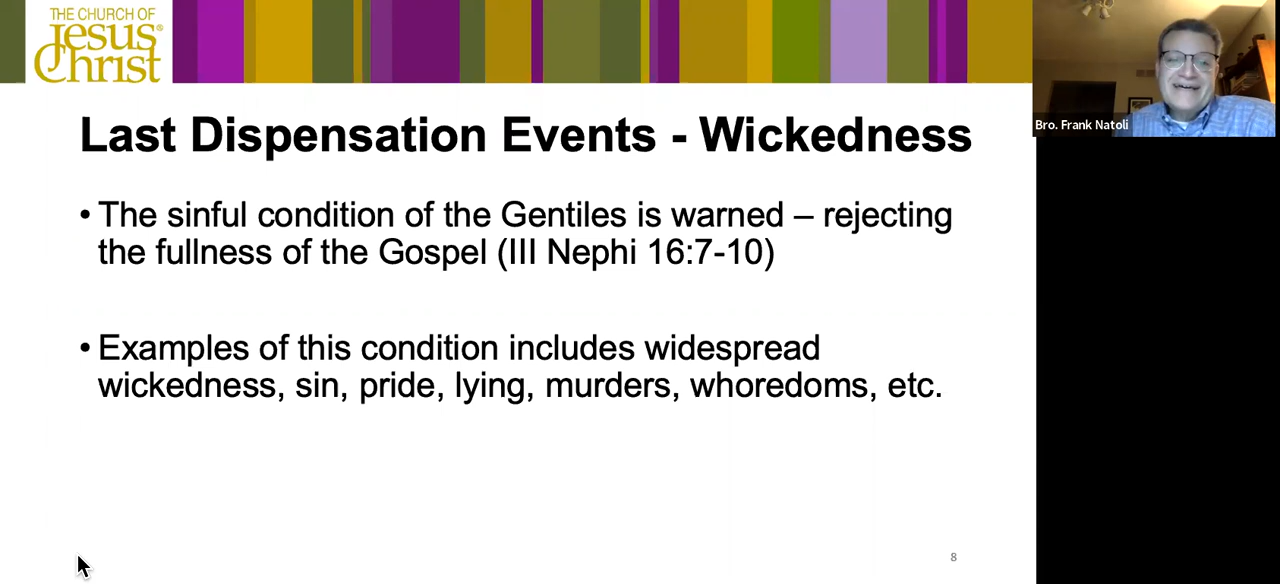 THE CHURCH OF
Jesus®
Christ
Bro. Frank Natoli
Last Dispensation Events - Wickedness
• The sinful condition of the Gentiles is warned – rejecting
the fullness of the Gospel (III Nephi 16:7-10)
• Examples of this condition includes widespread
wickedness, sin, pride, lying, murders, whoredoms, etc.
8